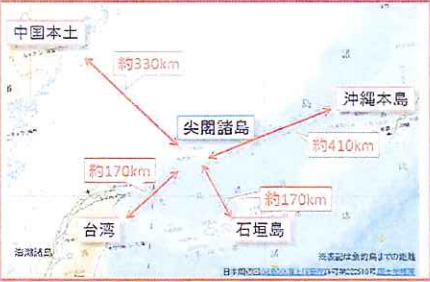 中国本土
約330km
沖縄本島
尖閣諸島
約410km
約170km
約170km
台湾
石垣島
澎湖諸島
※表記は魚釣島までの距離